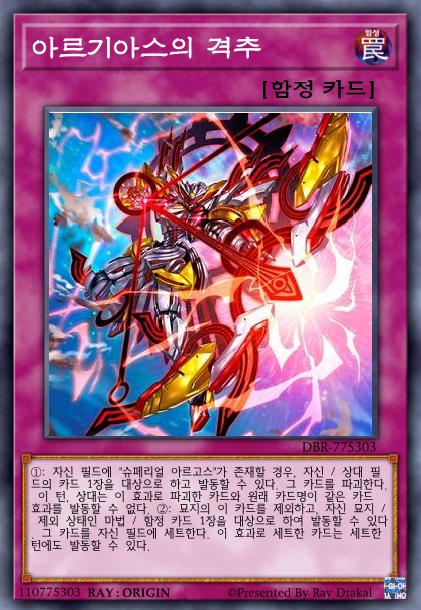 아르기아스의 격추
함정
罠
[함정 카드]
DBR-775303
①: 자신 필드에 "슈페리얼 아르고스"가 존재할 경우, 자신 / 상대 필
드의 카드 1장을 대상으로 하고 발동할 수 있다. 그 카드를 파괴한다.
이 턴, 상대는 이 효과로 파괴한 카드와 원래 카드명이 같은 카드
효과를 발동할 수 없다. ②: 묘지의 이 카드를 제외하고, 자신 묘지 /
제외 상태인 마법 / 함정 카드 1장을 대상으로 하여 발동할 수 있다
그 카드를 자신 필드에 세트한다. 이 효과로 세트한 카드는 세트한
턴에도 발동할 수 있다.
110775303 RAY : ORIGIN ©Presented By Ray Drakal